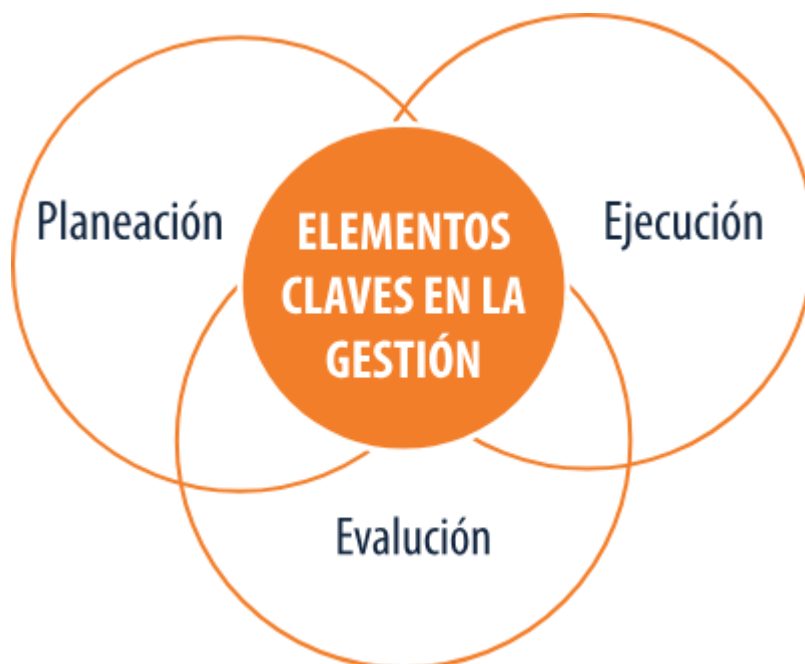 Planeación
Ejecución
ELEMENTOS
CLAVES EN LA
GESTIÓN
Evalución